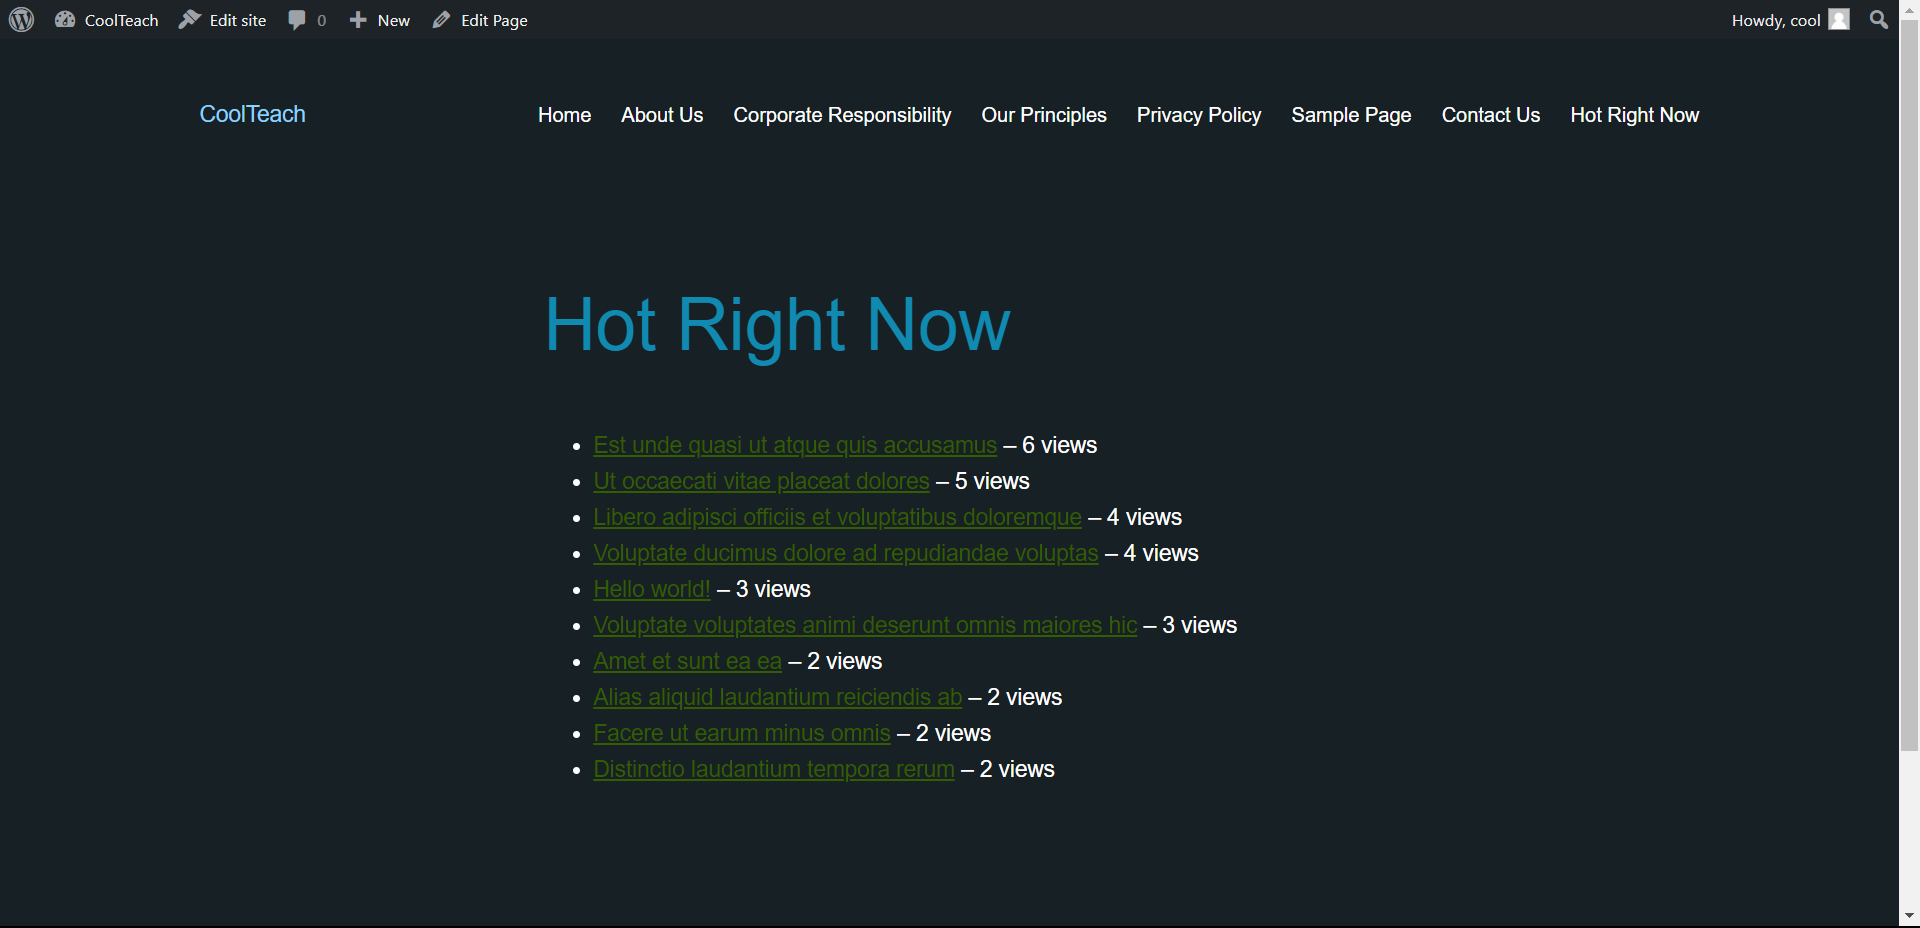 CoolTeach Edit site 0 New Edit Page Howdy, cool
CoolTeach Home About Us Corporate Responsibility Our Principles Privacy Policy Sample Page Contact Us Hot Right Now
Hot Right Now
• Est unde quasi ut atque quis accusamus – 6 views
• Ut occaecati vitae placeat dolores – 5 views
• Libero adipisci officiis et voluptatibus doloremque – 4 views
• Voluptate ducimus dolore ad repudiandae voluptas – 4 views
• Hello world! – 3 views
• Voluptate voluptates animi deserunt omnis maiores hic – 3 views
• Amet et sunt ea ea – 2 views
• Alias aliquid laudantium reiciendis ab – 2 views
• Facere ut earum minus omnis – 2 views
• Distinctio laudantium tempora rerum – 2 views